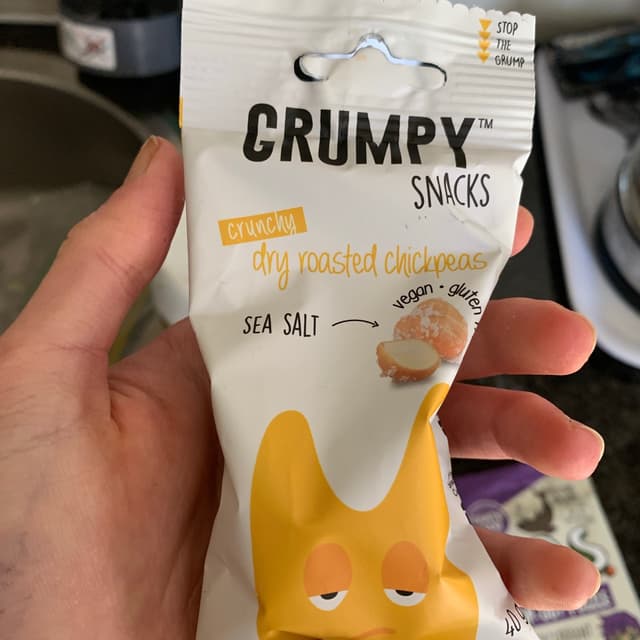 STOP
THE
GRUMP
GRUMPY™
SNACKS
crunchy
dry roasted chickpeas
vegan • gluten
SEA SALT